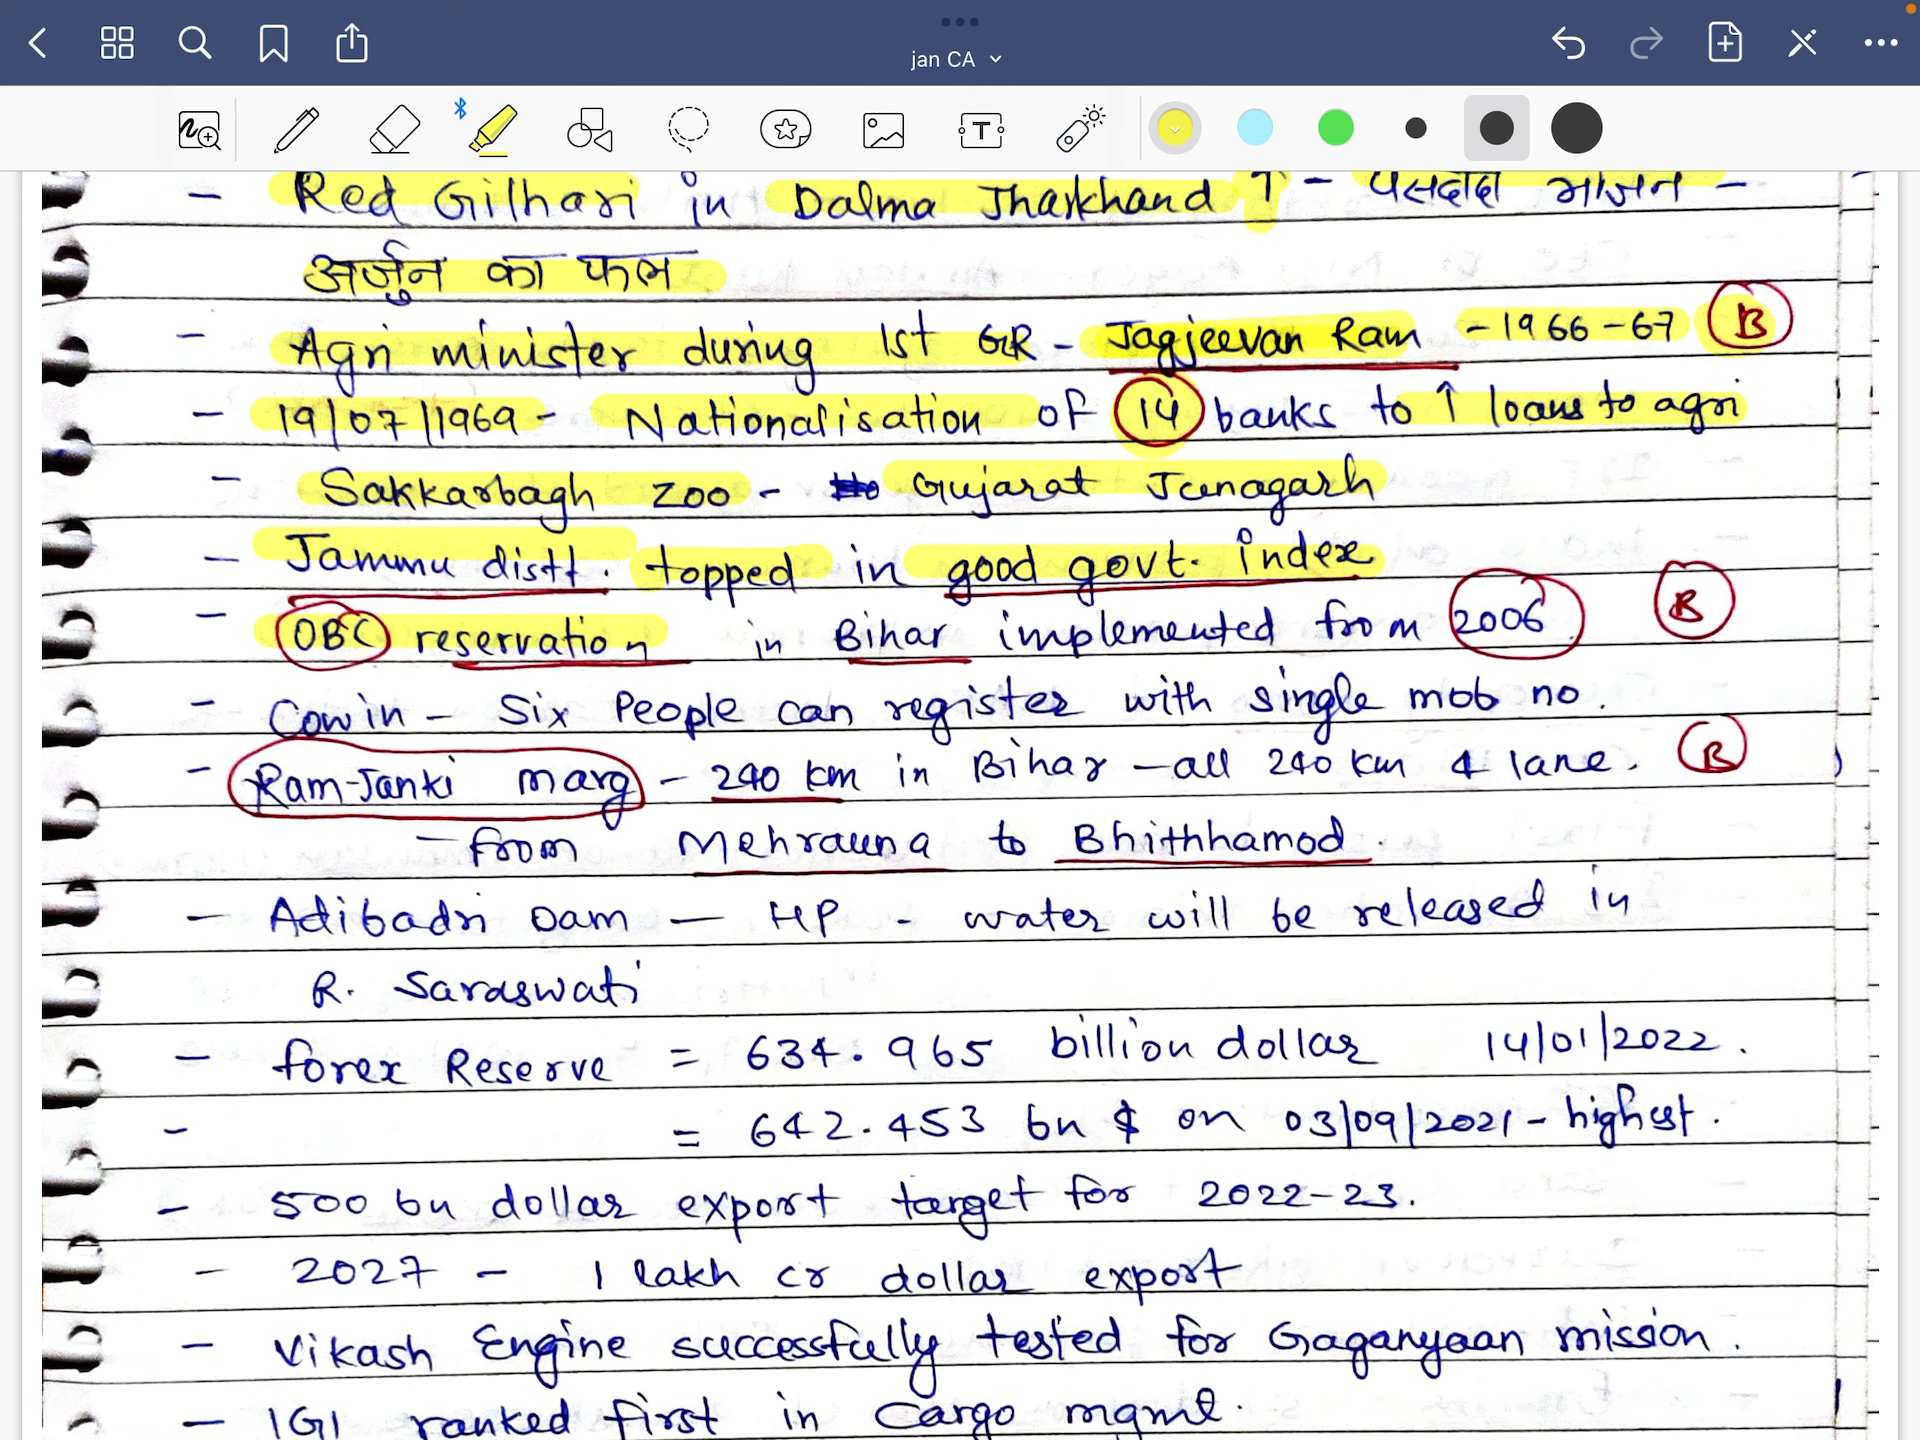 jan CA
- Red Gilhari in Dalma Jharkhand ↑ - पसंदीदा भोजन -
अर्जुन का फल
- Agri minister during 1st GR - Jagjeevan Ram - 1966-67 B
- 19/07/1969 - Nationalisation of 14 banks to ↑ loans to agri
- Sakkarbagh zoo - Gujarat Junagarh
- Jammu distt. topped in good govt. index
- OBC reservation in Bihar implemented from 2006. B
- Cowin - Six People can register with single mob no.
- Ram-Janki marg - 240 km in Bihar - all 240 km 4 lane. B
- from Mehrauna to Bhithhamod.
- Adibadri Dam - HP - water will be released in
R. Saraswati
- forex Reserve = 634.965 billion dollar 14/01/2022.
- = 642.453 bn $ on 03/09/2021 - highest.
- 500 bn dollar export target for 2022-23.
- 2027 - 1 lakh cr dollar export
- Vikash Engine successfully tested for Gaganyaan mission.
- IGI ranked first in Cargo mgmt.